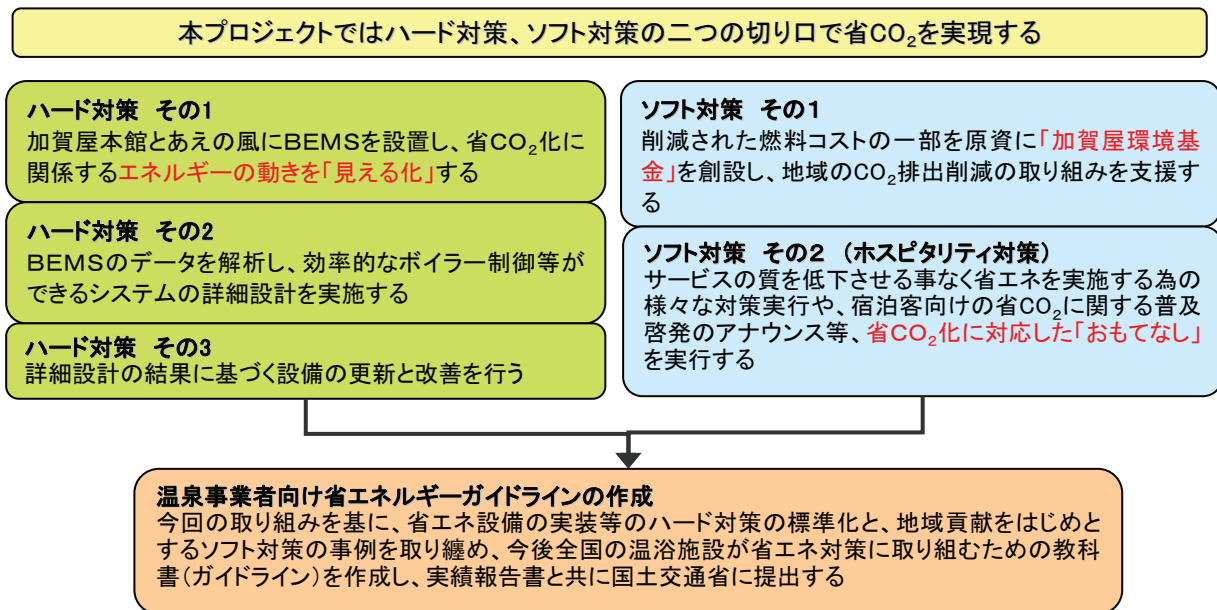 本プロジェクトではハード対策、ソフト対策の二つの切り口で省CO₂を実現する
ハード対策 その1
加賀屋本館とあえの風にBEMSを設置し、省CO₂化に
関係するエネルギーの動きを「見える化」する
ハード対策 その2
BEMSのデータを解析し、効率的なボイラー制御等が
できるシステムの詳細設計を実施する
ハード対策 その3
詳細設計の結果に基づく設備の更新と改善を行う
ソフト対策 その1
削減された燃料コストの一部を原資に「加賀屋環境基
金」を創設し、地域のCO₂排出削減の取り組みを支援す
る
ソフト対策 その2 (ホスピタリティ対策)
サービスの質を低下させる事なく省エネを実施する為の
様々な対策実行や、宿泊客向けの省CO₂に関する普及
啓発のアナウンス等、省CO₂化に対応した「おもてなし」
を実行する
温泉事業者向け省エネルギーガイドラインの作成
今回の取り組みを基に、省エネ設備の実装等のハード対策の標準化と、地域貢献をはじめと
するソフト対策の事例を取り纏め、今後全国の温浴施設が省エネ対策に取り組むための教科
書(ガイドライン)を作成し、実績報告書と共に国土交通省に提出する